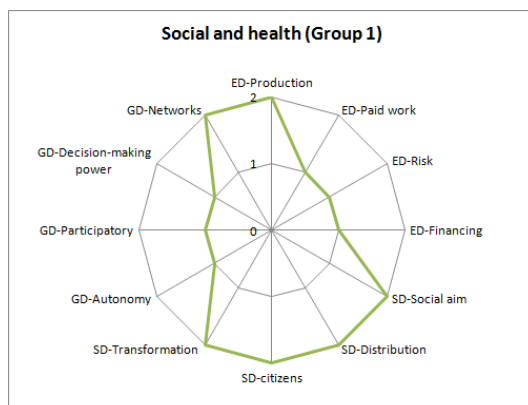 Social and health (Group 1)
ED-Production
2
GD-Networks
ED-Paid work
GD-Decision-making
power
1
ED-Risk
GD-Participatory
0
ED-Financing
GD-Autonomy
SD-Social aim
SD-Transformation
SD-Distribution
SD-citizens